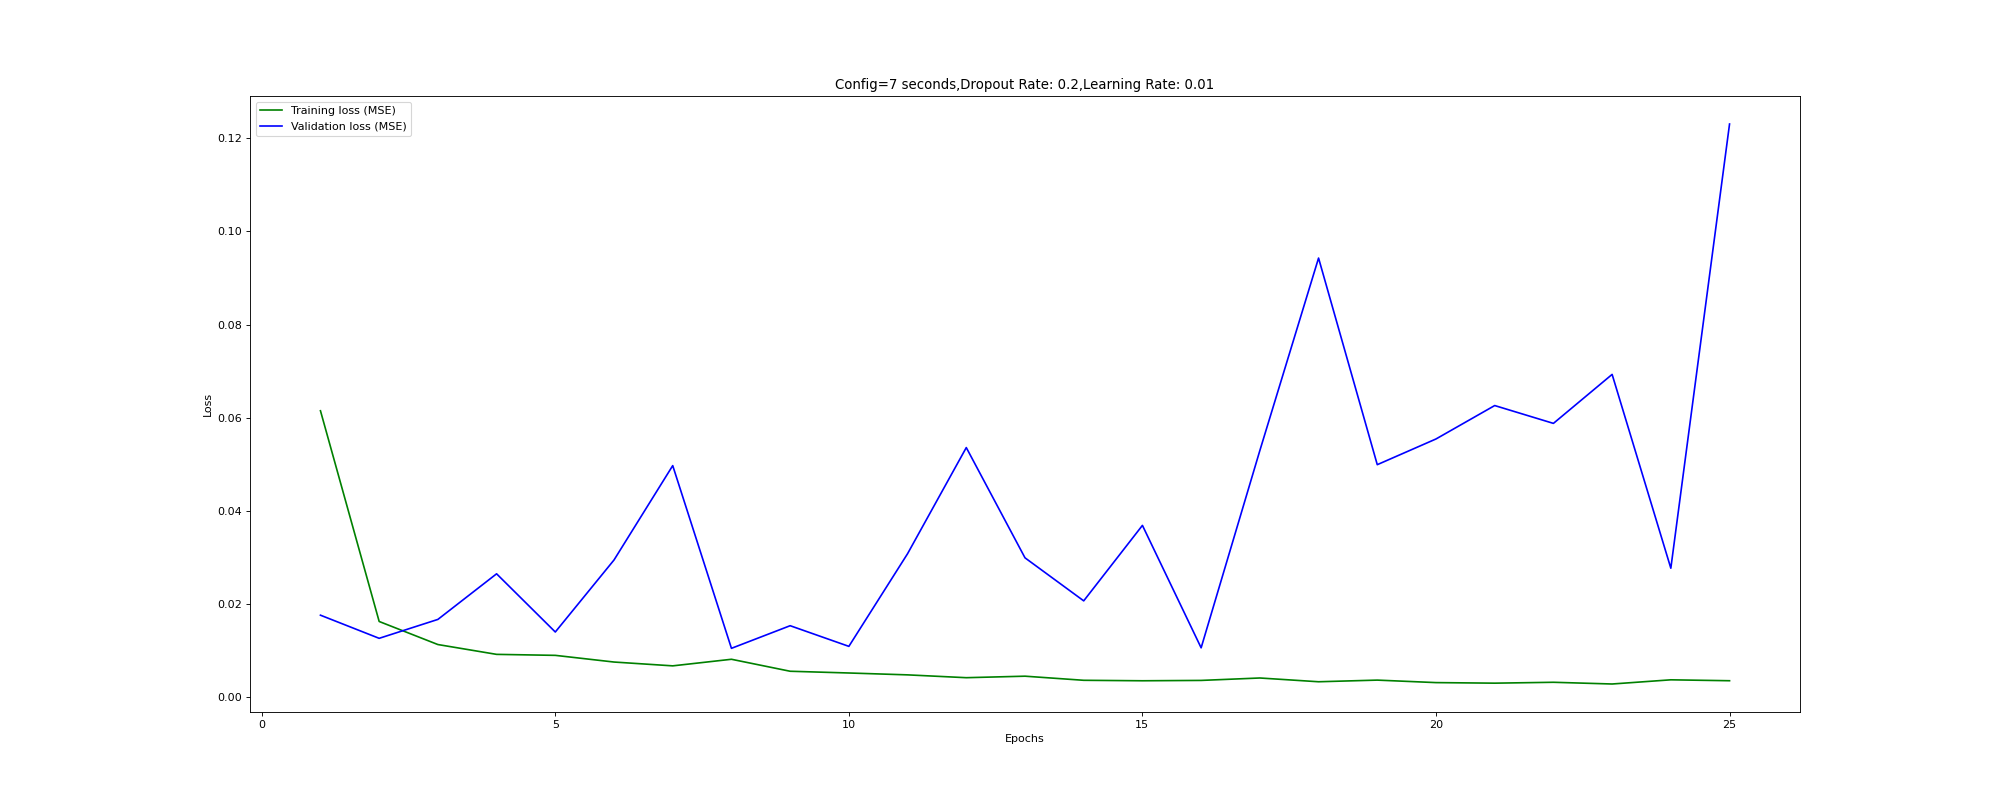 Config=7 seconds,Dropout Rate: 0.2,Learning Rate: 0.01
Training loss (MSE)
Validation loss (MSE)
0.12
0.10
0.08
0.06
0.04
0.02
0.00
Loss
0 5 10 15 20 25
Epochs